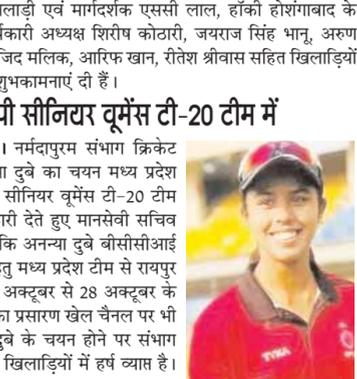 लाड़ी एवं मार्गदर्शक एससी लाल, हॉकी होशंगाबाद के
कारी अध्यक्ष शिरीष कोठारी, जयराज सिंह भानू, अरुण
जिद मलिक, आरिफ खान, रीतेश श्रीवास सहित खिलाड़ियों
शुभकामनाएं दी हैं।
पी सीनियर वूमेंस टी-20 टीम में
। नर्मदापुरम संभाग क्रिकेट
या दुबे का चयन मध्य प्रदेश
सीनियर वूमेंस टी-20 टीम
कारी देते हुए मानसेवी सचिव
कि अनन्या दुबे बीसीसीआई
हेतु मध्य प्रदेश टीम से रायपुर
अक्टूबर से 28 अक्टूबर के
का प्रसारण खेल चैनल पर भी
दुबे के चयन होने पर संभाग
खिलाड़ियों में हर्ष व्याप्त है।
TYKA